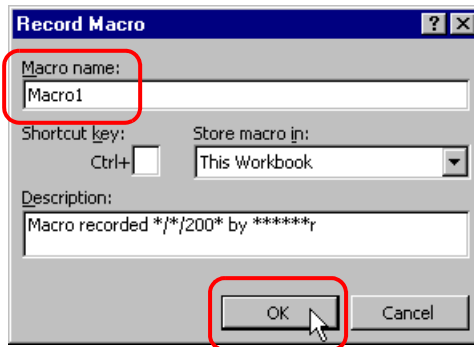 Record Macro
Macro name:
Macro1
Shortcut key: Store macro in:
Ctrl+ This Workbook
Description:
Macro recorded */*/200* by ******r
OK Cancel